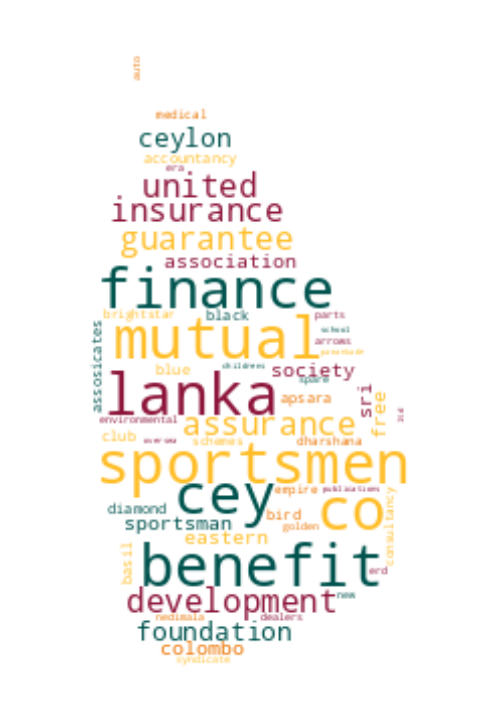 auto
medical
ceylon
accountancy
era
united
insurance
guarantee
association
finance
brightstar black parts
school
mutual
arrows
assosicates
childrens
blue society
spare
lanka
apsara
sri
free
ltd
environmental
assurance
club
schemes dharshana
sportsmen
cey
empire publications
co
diamond
bird
sportsman
golden
consultancy
eastern
basil
benefit
erd
development
new
nedimala dealers
foundation
colombo
syndicate